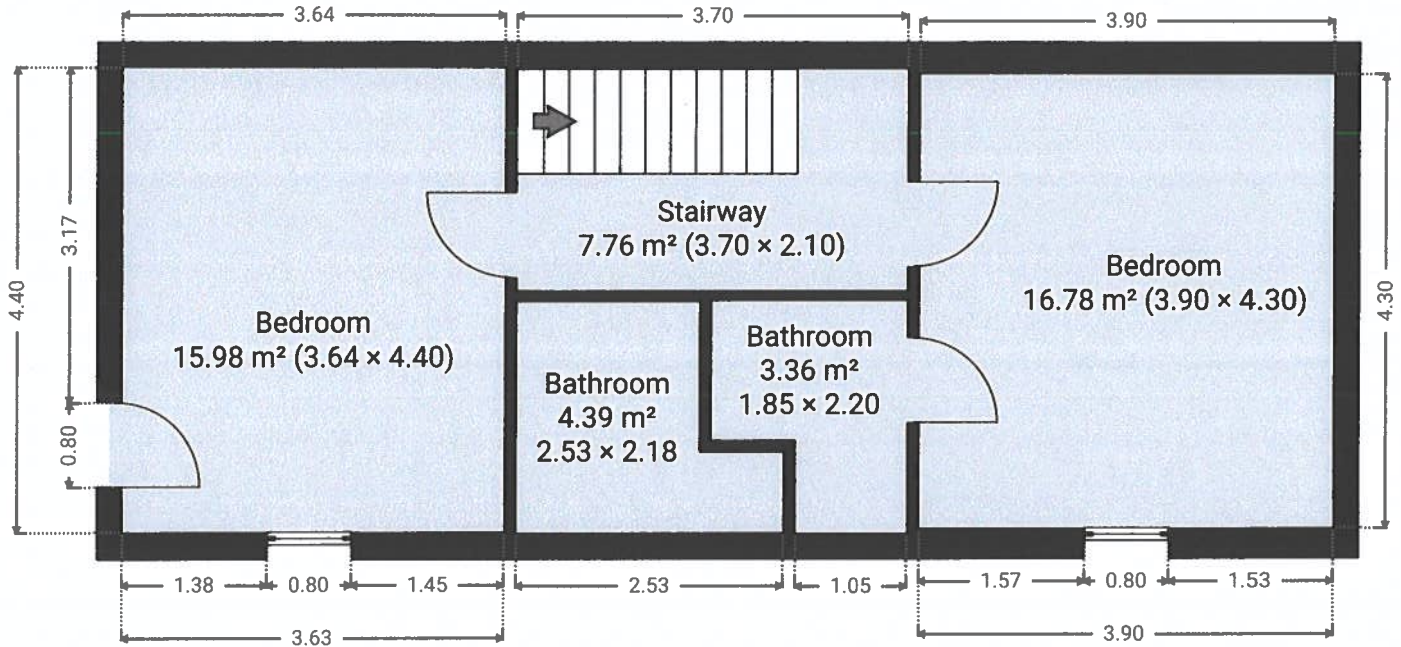 3.64
3.70
3.90
Stairway
7.76 m² (3.70 × 2.10)
3.17
4.40
Bedroom
16.78 m² (3.90 × 4.30)
4.30
Bedroom
15.98 m² (3.64 × 4.40)
Bathroom
3.36 m²
1.85 × 2.20
Bathroom
4.39 m²
2.53 × 2.18
0.80
1.38
0.80
1.45
2.53
1.05
1.57
0.80
1.53
3.63
3.90